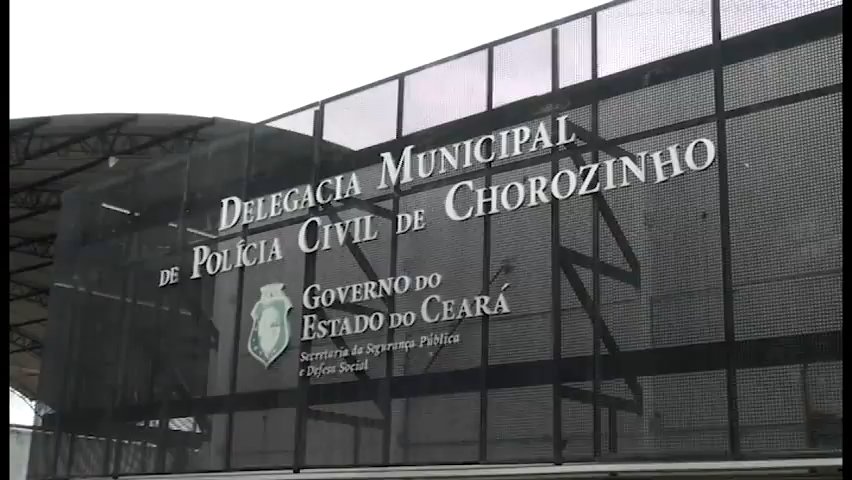 DELEGACIA MUNICIPAL
DE POLÍCIA CIVIL DE CHOROZINHO
GOVERNO DO
ESTADO DO CEARÁ
Secretaria da Segurança Pública
e Defesa Social